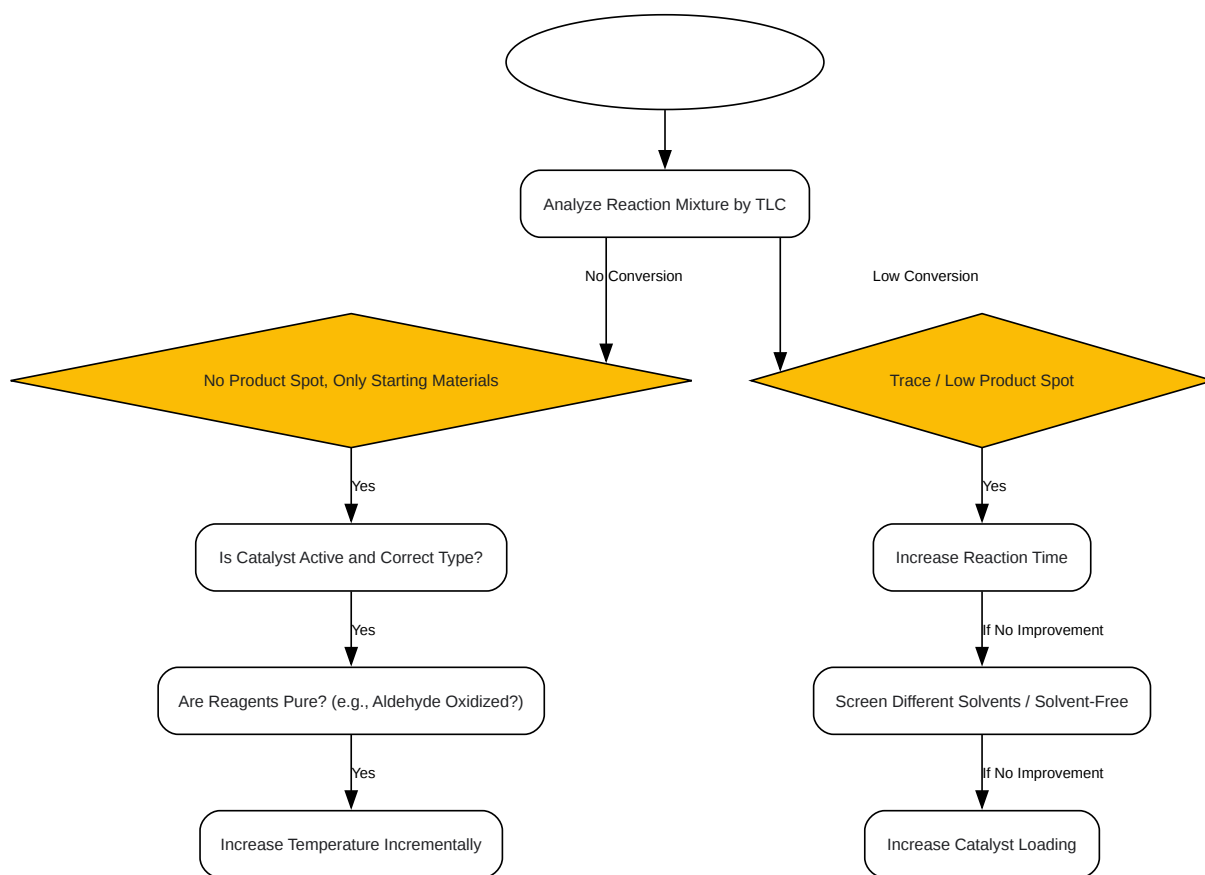 Analyze Reaction Mixture by TLC
No Conversion
Low Conversion
No Product Spot, Only Starting Materials
Trace / Low Product Spot
Yes
Yes
Is Catalyst Active and Correct Type?
Increase Reaction Time
Yes
If No Improvement
Are Reagents Pure? (e.g., Aldehyde Oxidized?)
Screen Different Solvents / Solvent-Free
Yes
If No Improvement
Increase Temperature Incrementally
Increase Catalyst Loading